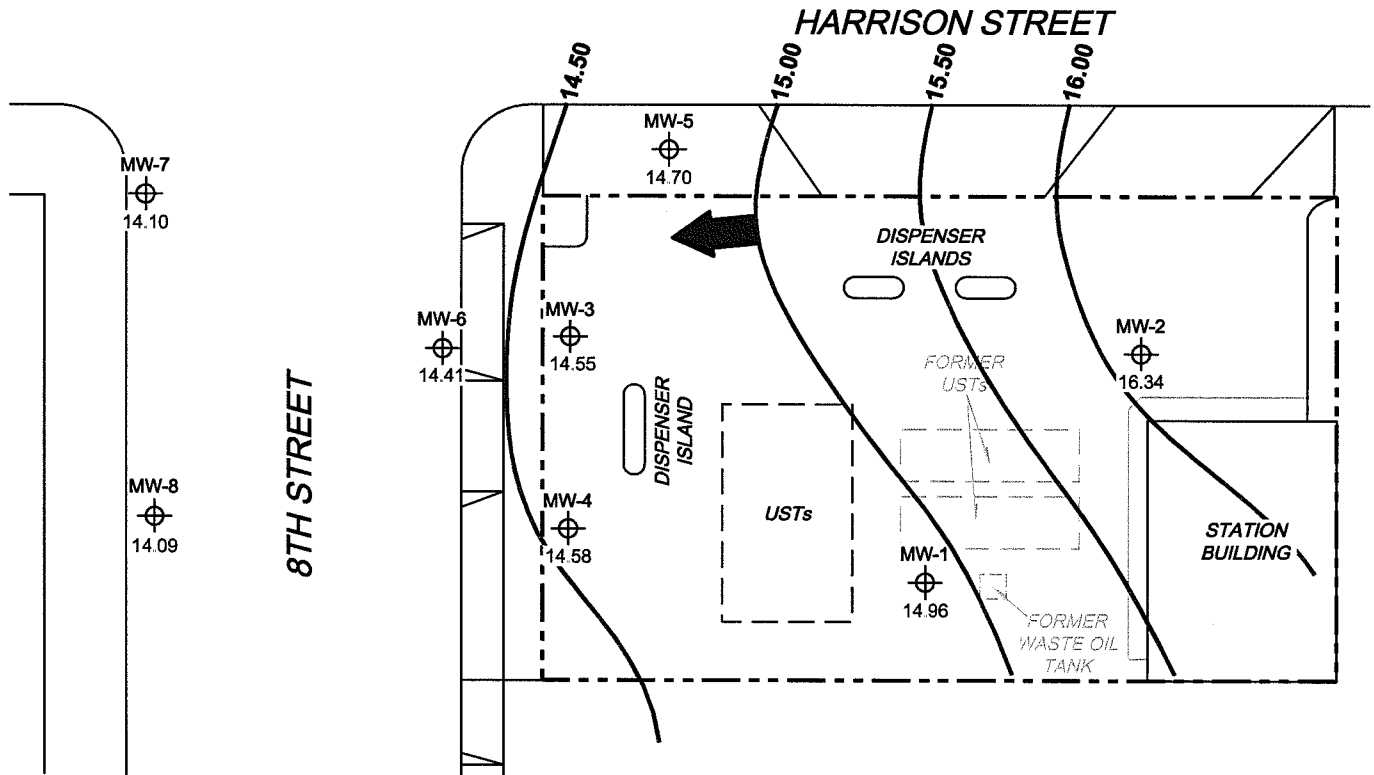 HARRISON STREET
14.50
15.00
15.50
16.00
MW-5
14.70
MW-7
14.10
DISPENSER
ISLANDS
MW-3
14.55
MW-6
14.41
MW-2
16.34
FORMER
USTs
8TH STREET
DISPENSER
ISLAND
MW-8
14.09
MW-4
14.58
USTs
STATION
BUILDING
MW-1
14.96
FORMER
WASTE OIL
TANK